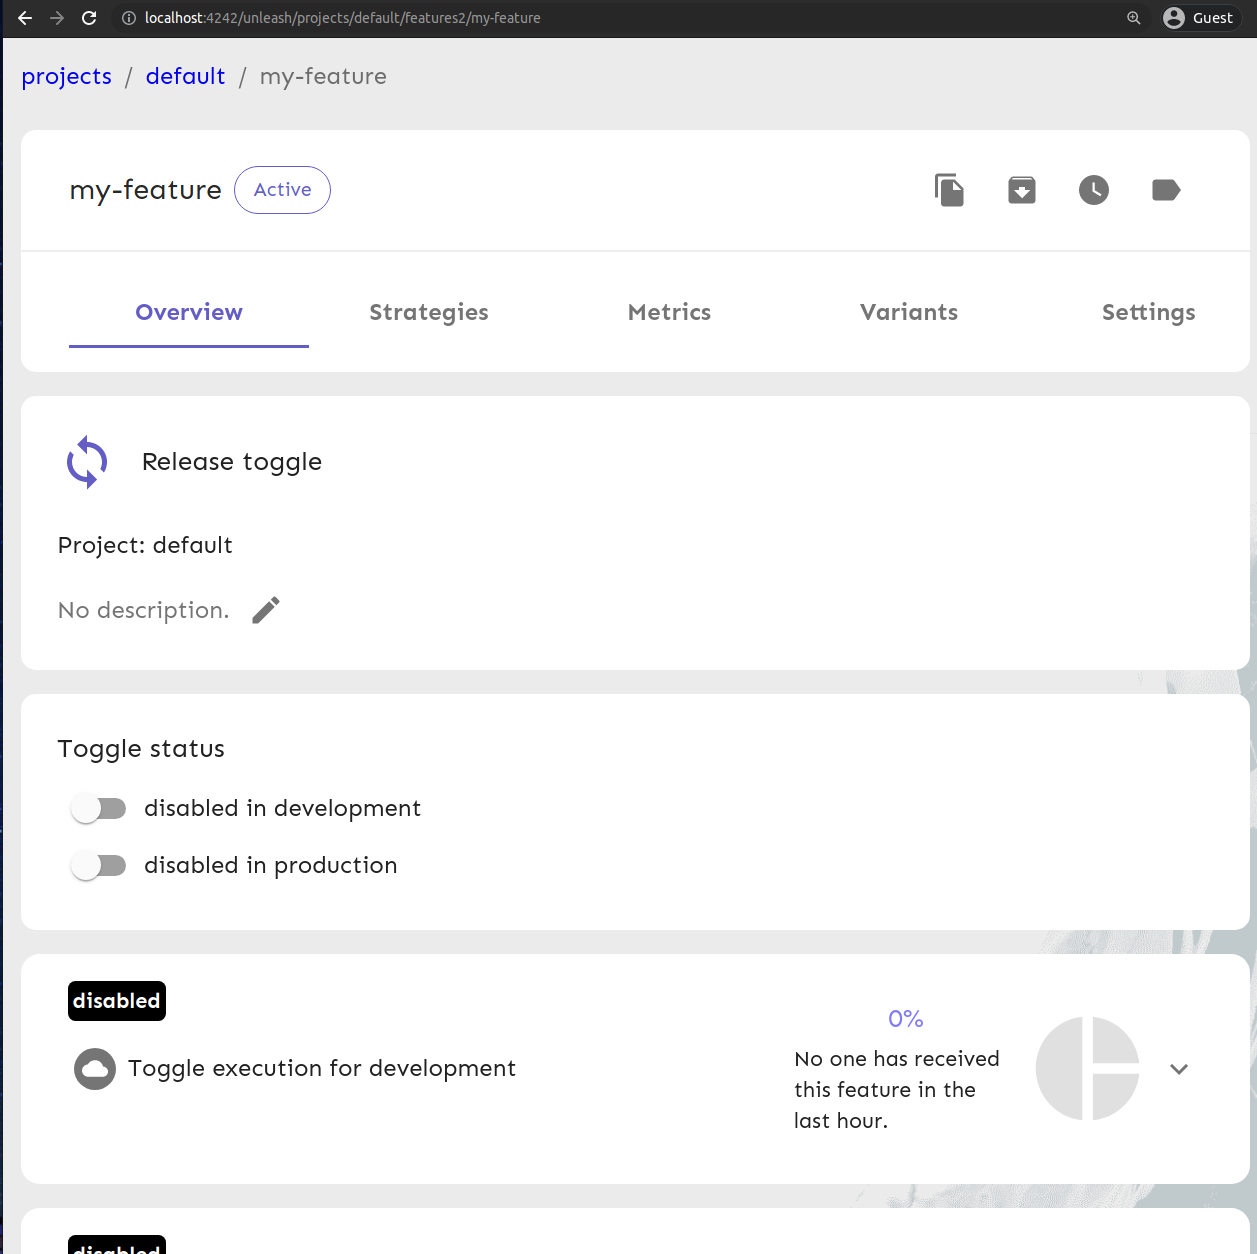 localhost:4242/unleash/projects/default/features2/my-feature
Guest
projects / default / my-feature
my-feature Active
Overview Strategies Metrics Variants Settings
Release toggle
Project: default
No description.
Toggle status
disabled in development
disabled in production
disabled
Toggle execution for development
0%
No one has received
this feature in the
last hour.
disabled